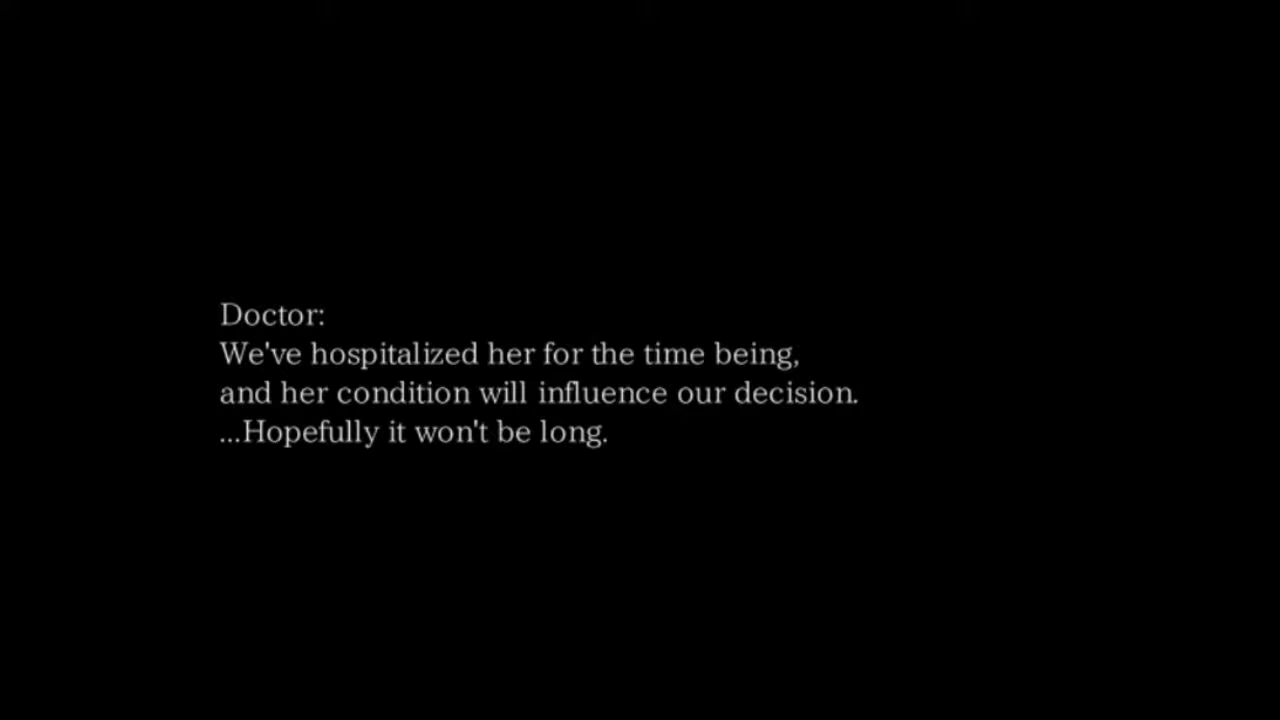 Doctor:
We've hospitalized her for the time being,
and her condition will influence our decision.
...Hopefully it won't be long.